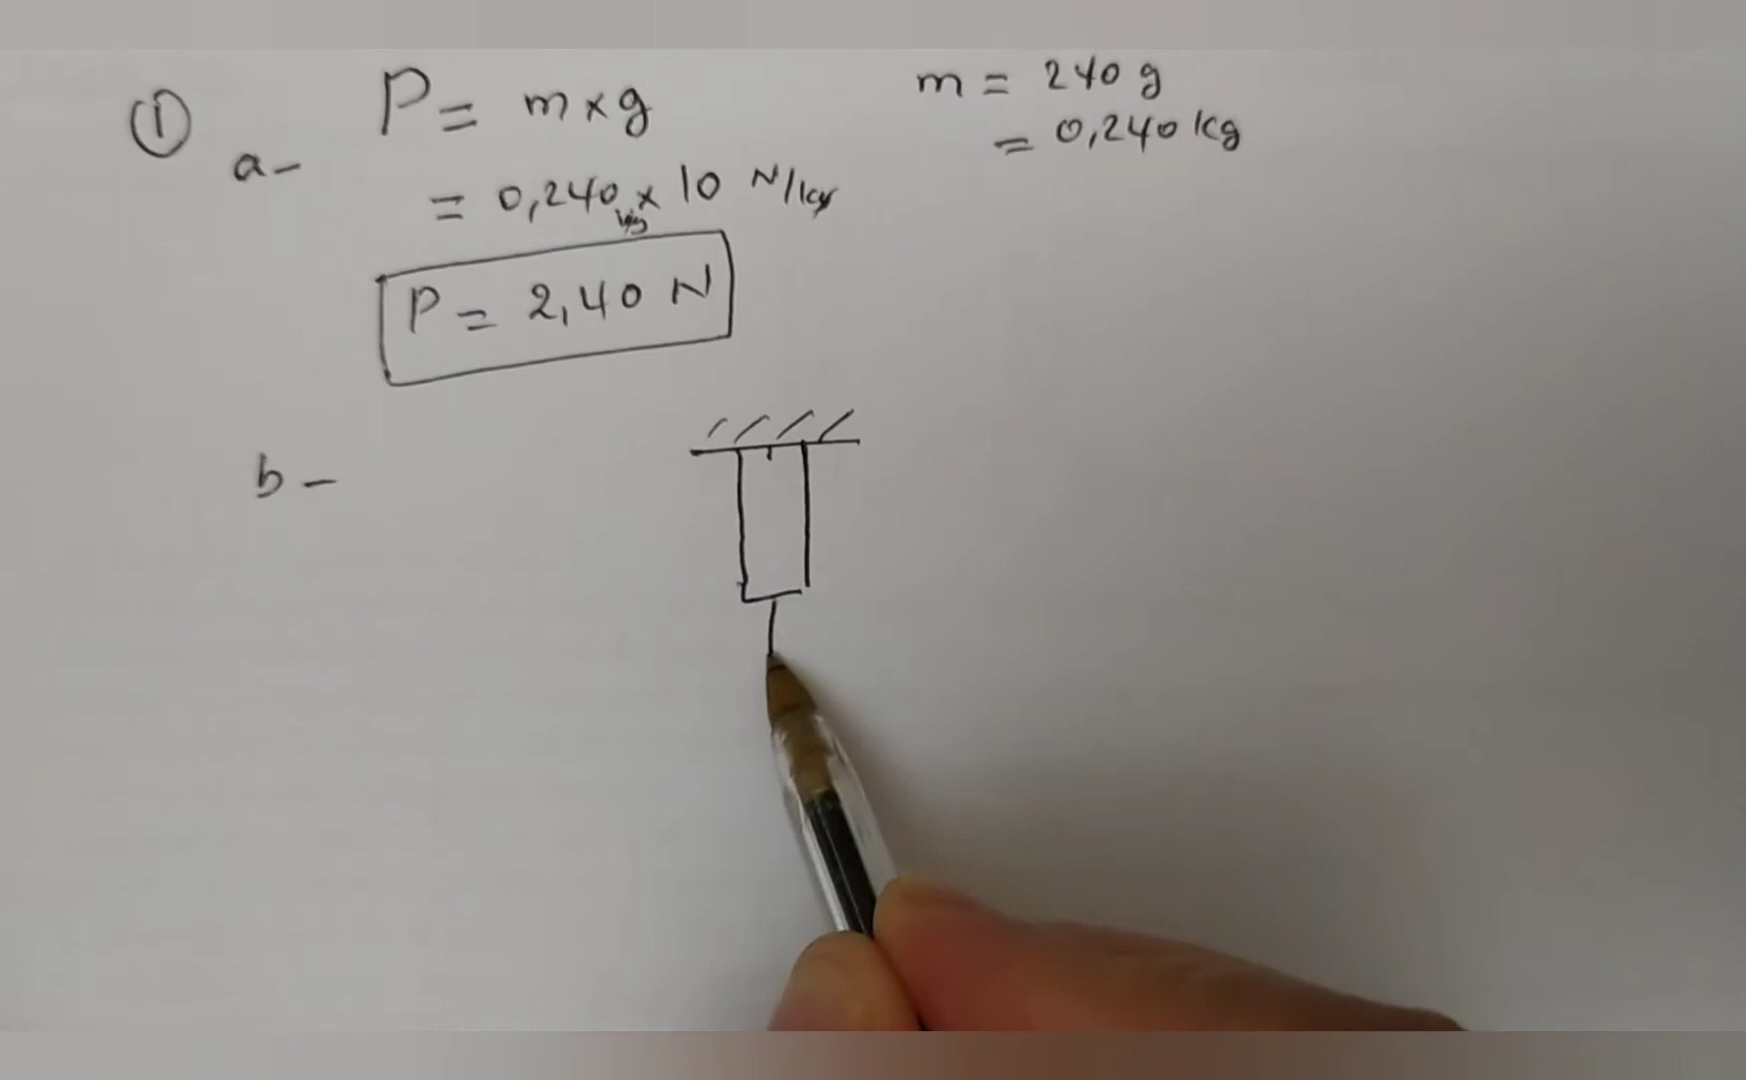 ① P = m × g
m = 240 g
= 0,240 kg
a -
= 0,240 kg × 10 N/kg
P = 2,40 N
b -